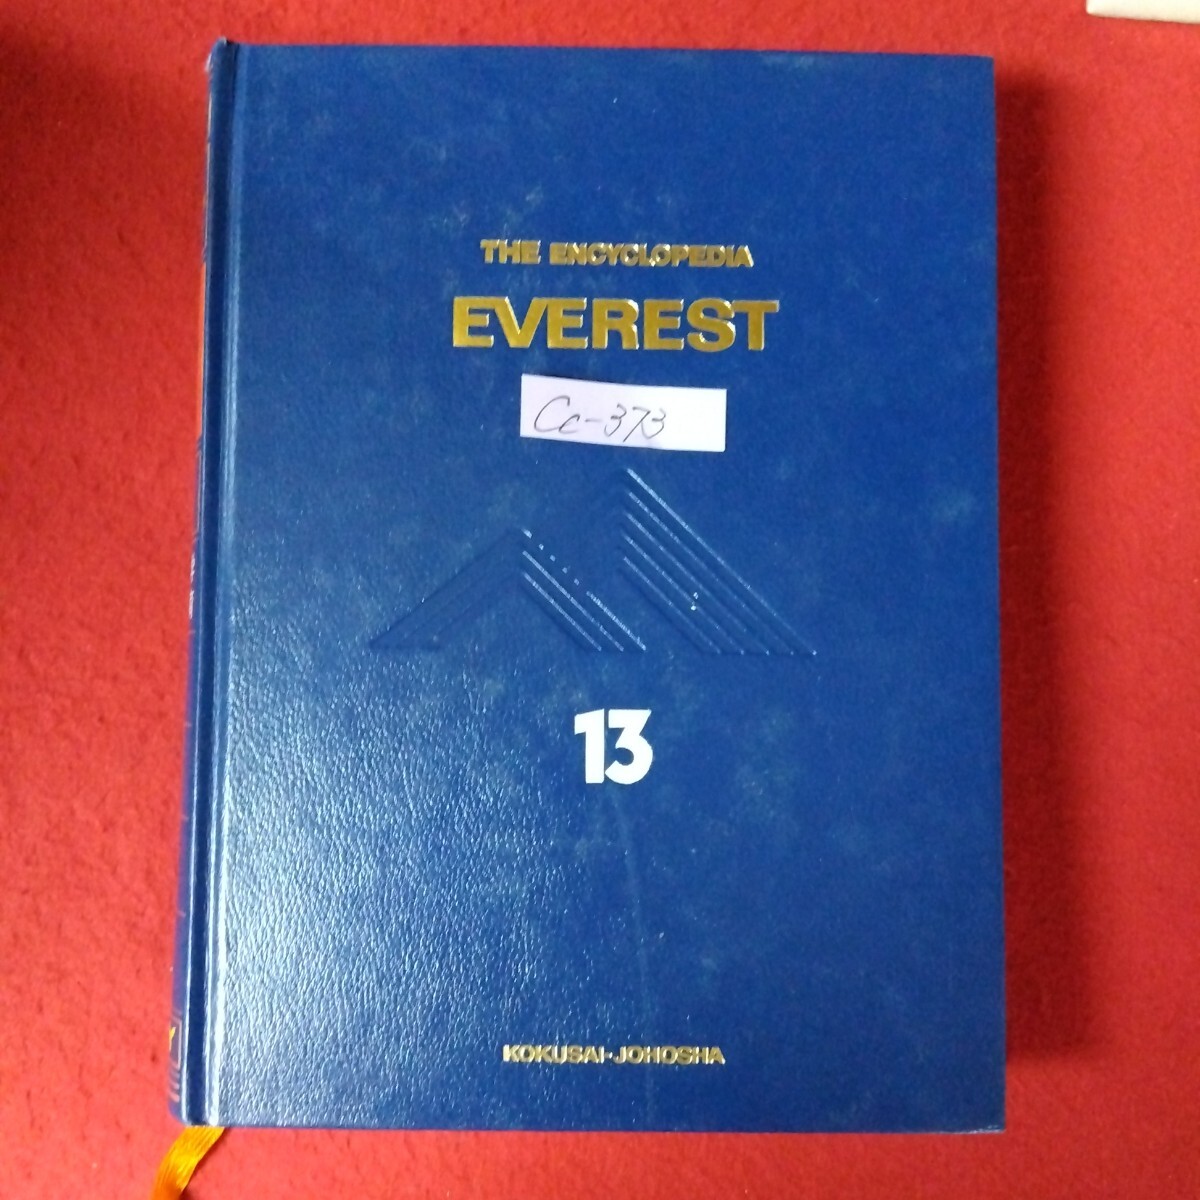 THE ENCYCLOPEDIA
EVEREST
Cc-373
13
KOKUSAI-JOHOSHA